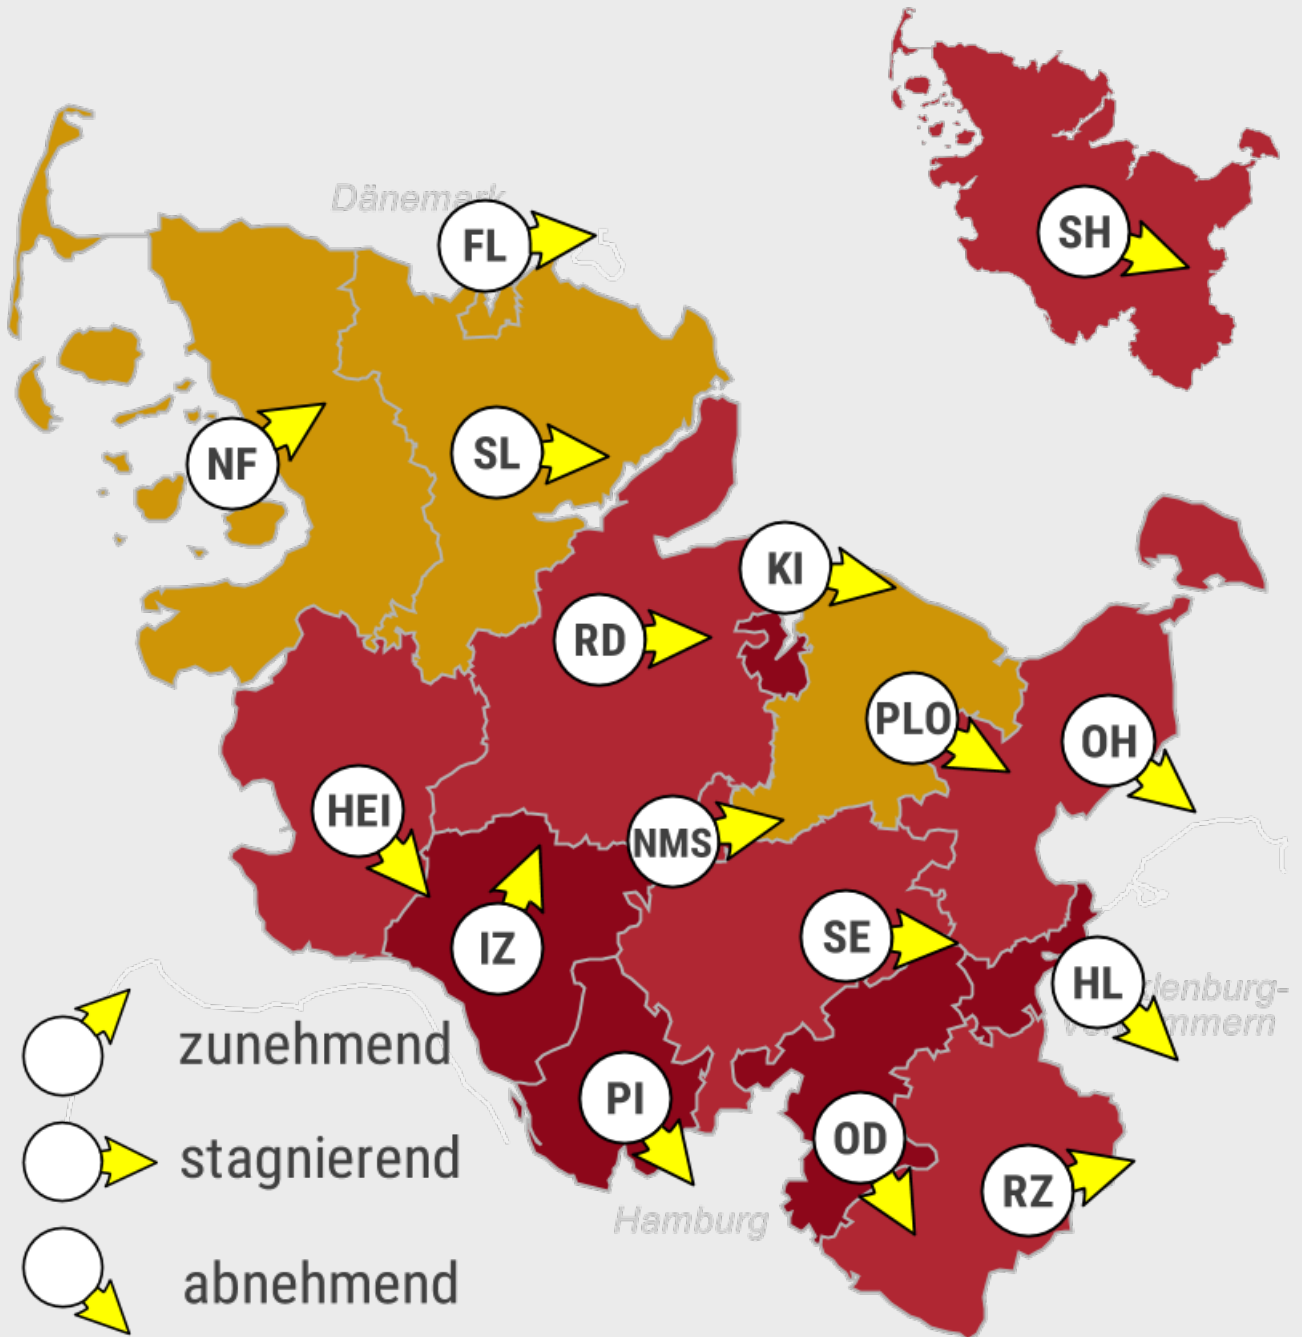 Dänemark
FL
SH
NF
SL
KI
RD
PLO
OH
HEI
NMS
IZ
SE
HL
zunehmend
PI
OD
stagnierend
RZ
Hamburg
abnehmend